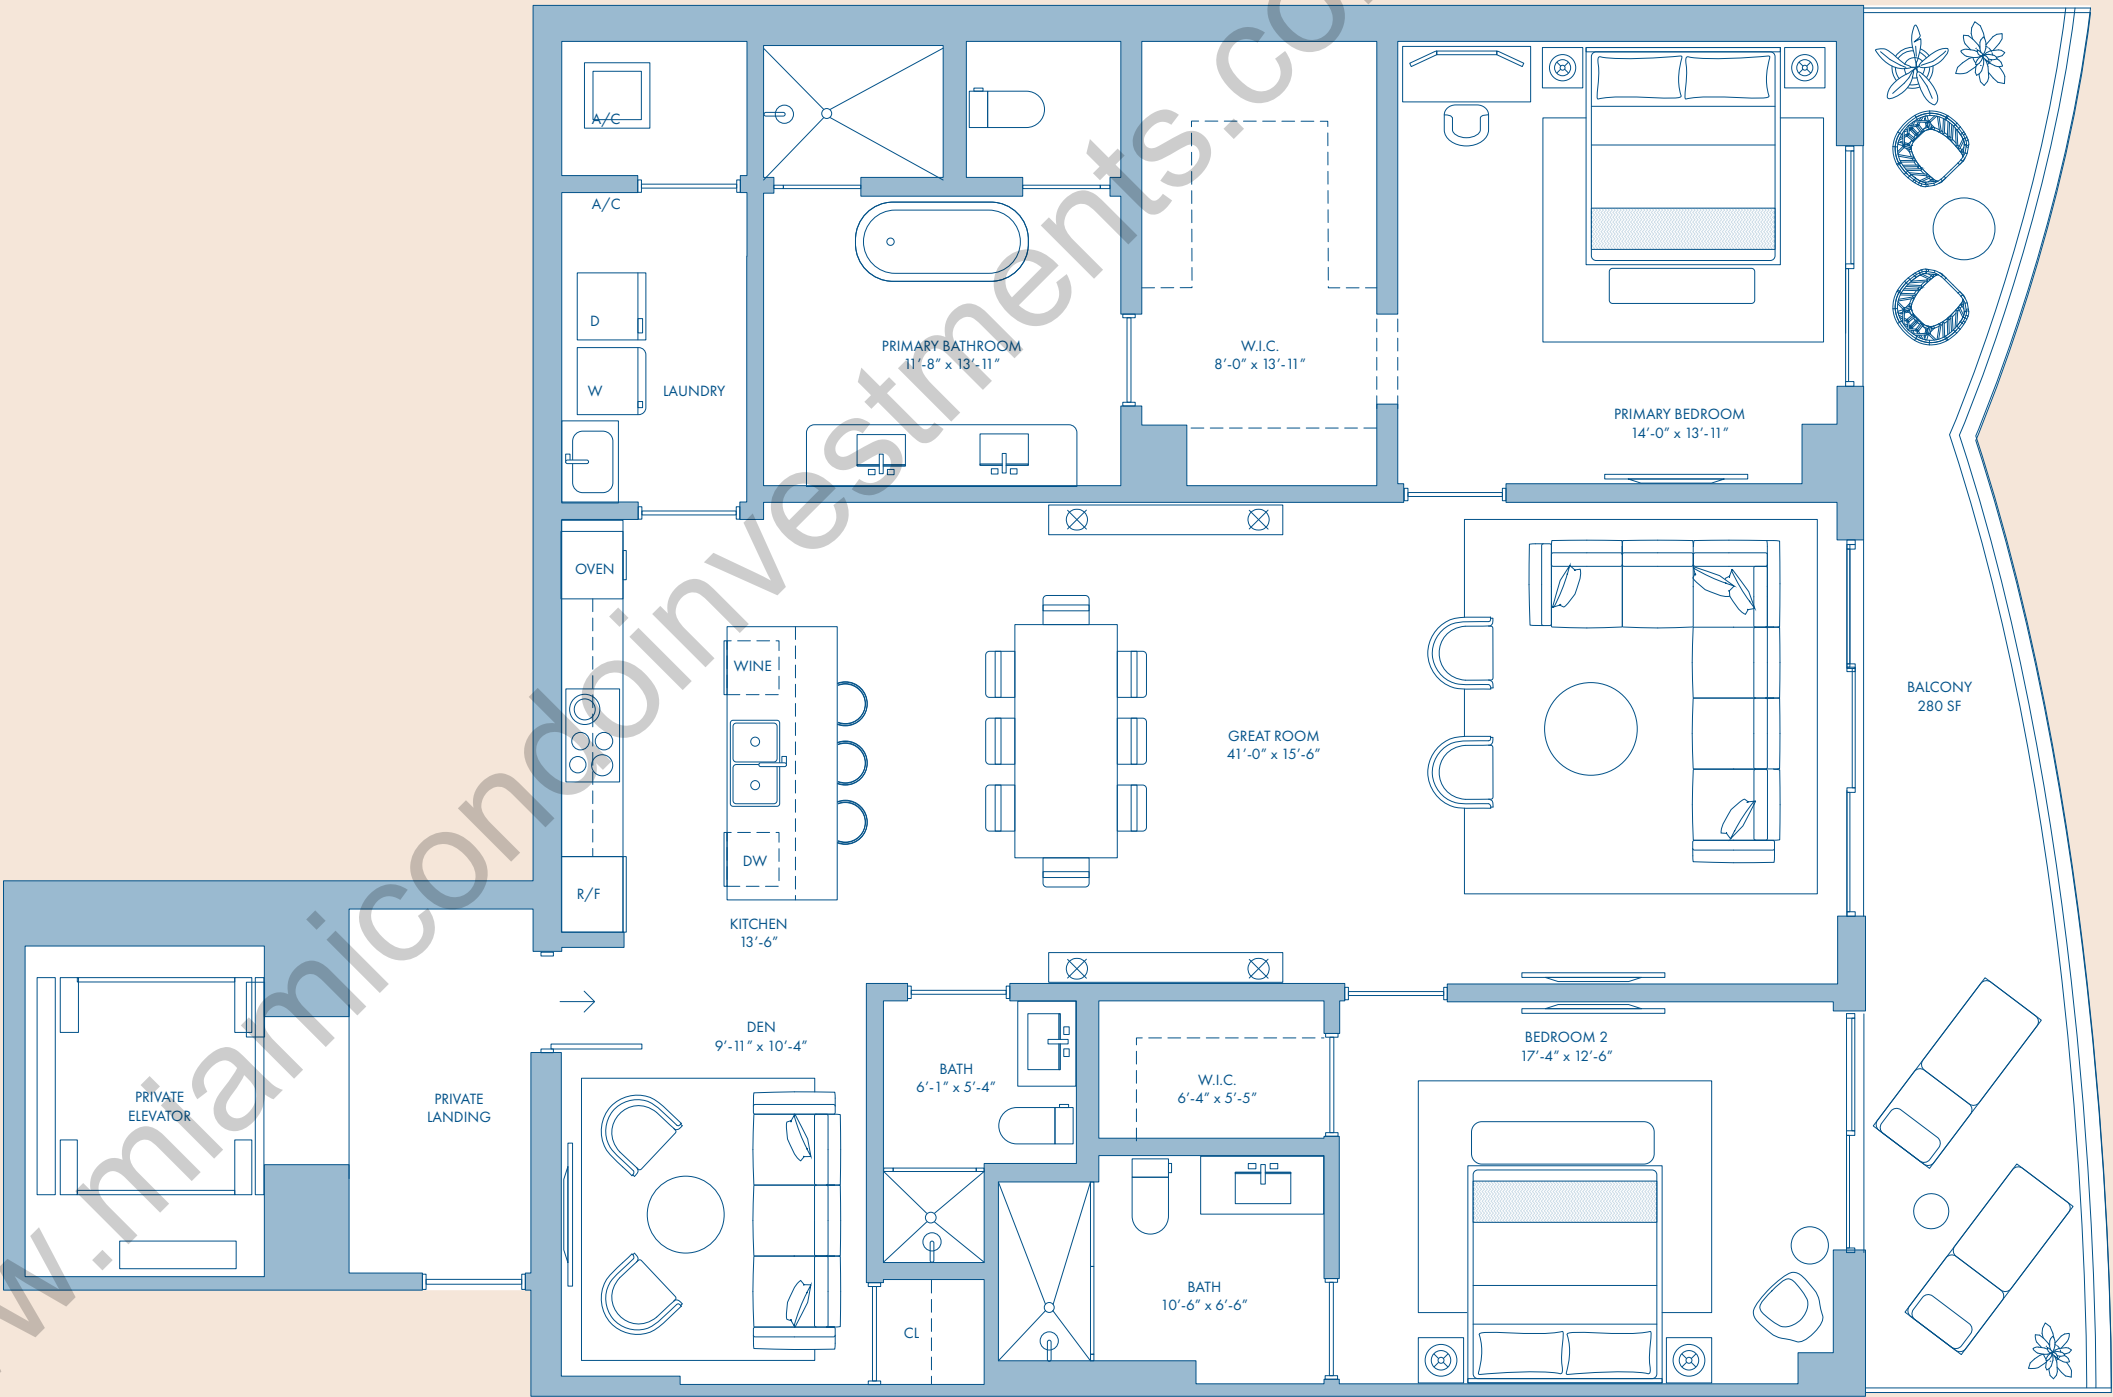 A/C
A/C
D
W
LAUNDRY
PRIMARY BATHROOM
11'-8" x 13'-11"
W.I.C.
8'-0" x 13'-11"
PRIMARY BEDROOM
14'-0" x 13'-11"
OVEN
WINE
DW
R/F
KITCHEN
13'-6"
GREAT ROOM
41'-0" x 15'-6"
BALCONY
280 SF
DEN
9'-11" x 10'-4"
BATH
6'-1" x 5'-4"
W.I.C.
6'-4" x 5'-5"
BEDROOM 2
17'-4" x 12'-6"
PRIVATE
ELEVATOR
PRIVATE
LANDING
BATH
10'-6" x 6'-6"
CL
w.miamicondoinvestments.co